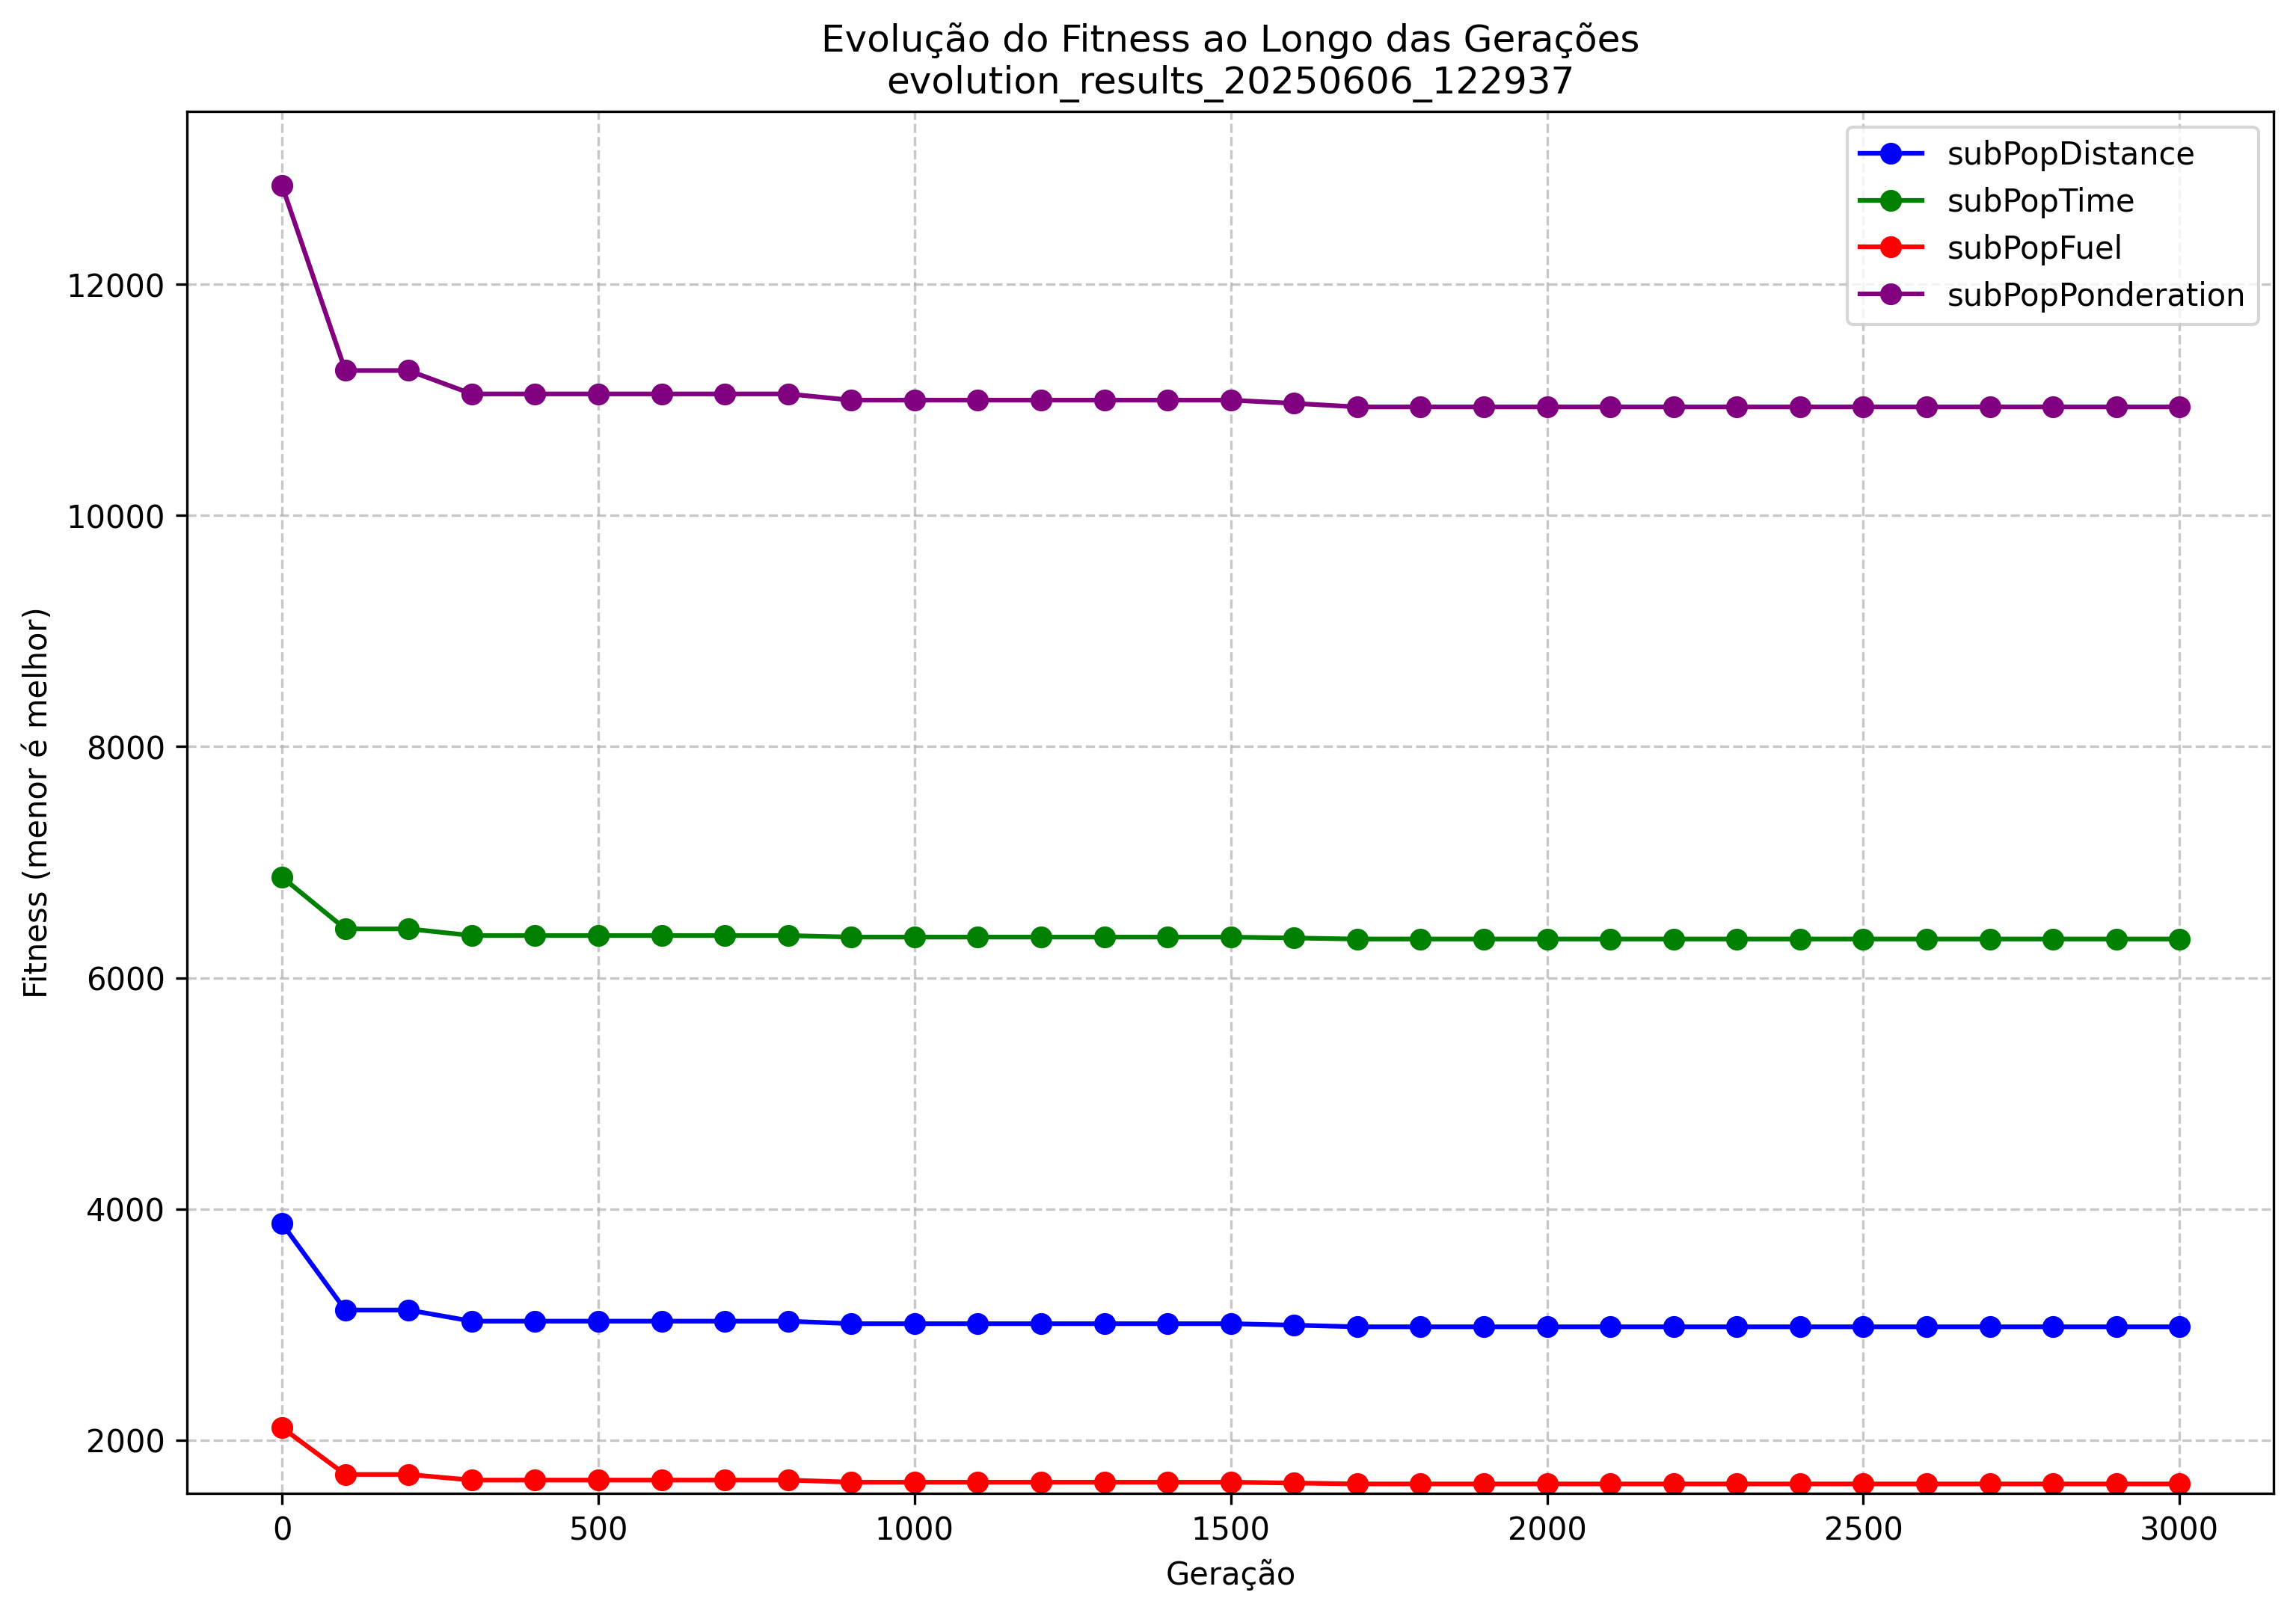 Evolução do Fitness ao Longo das Gerações
evolution_results_20250606_122937
subPopDistance
subPopTime
subPopFuel
subPopPonderation
Fitness (menor é melhor)
12000
10000
8000
6000
4000
2000
0 500 1000 1500 2000 2500 3000
Geração